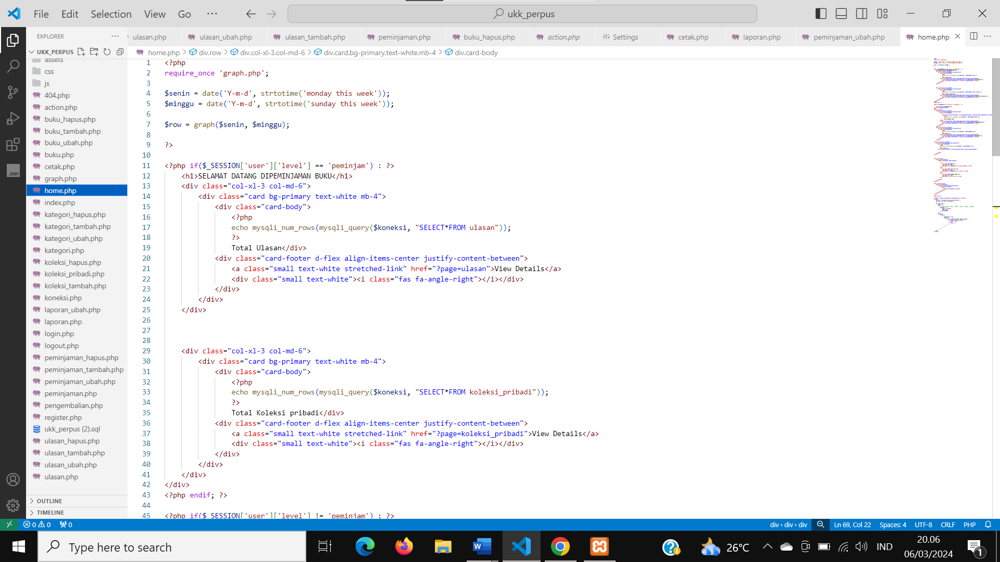 File Edit Selection View Go ··· ukk_perpus
EXPLORER ···
ulasan.php ulasan_ubah.php ulasan_tambah.php peminjaman.php buku_hapus.php action.php Settings cetak.php laporan.php peminjaman_ubah.php home.php
UKK_PERPUS
home.php > div.row > div.col-xl-3.col-md-6 > div.card.bg-primary.text-white.mb-4 > div.card-body
assets
css
js
404.php
action.php
buku_hapus.php
buku_tambah.php
buku_ubah.php
buku.php
cetak.php
graph.php
home.php
index.php
kategori_hapus.php
kategori_tambah.php
kategori_ubah.php
kategori.php
koleksi_hapus.php
koleksi_pribadi.php
koleksi_tambah.php
koneksi.php
laporan_ubah.php
laporan.php
login.php
logout.php
peminjaman_hapus.php
peminjaman_tambah.php
peminjaman_ubah.php
peminjaman.php
pengembalian.php
register.php
ukk_perpus (2).sql
ulasan_hapus.php
ulasan_tambah.php
ulasan_ubah.php
ulasan.php
OUTLINE
TIMELINE
.ENV
1 <?php
2 require_once 'graph.php';
3
4 $senin = date('Y-m-d', strtotime('monday this week'));
5 $minggu = date('Y-m-d', strtotime('sunday this week'));
6
7 $row = graph($senin, $minggu);
8
9 ?>
10
11 <?php if($_SESSION['user']['level'] == 'peminjam') : ?>
12 <h1>SELAMAT DATANG DIPEMINJAMAN BUKU</h1>
13 <div class="col-xl-3 col-md-6">
14 <div class="card bg-primary text-white mb-4">
15 <div class="card-body">
16 <?php
17 echo mysqli_num_rows(mysqli_query($koneksi, "SELECT*FROM ulasan"));
18 ?>
19 Total Ulasan</div>
20 <div class="card-footer d-flex align-items-center justify-content-between">
21 <a class="small text-white stretched-link" href="?page=ulasan">View Details</a>
22 <div class="small text-white"><i class="fas fa-angle-right"></i></div>
23 </div>
24 </div>
25 </div>
26
27
28
29 <div class="col-xl-3 col-md-6">
30 <div class="card bg-primary text-white mb-4">
31 <div class="card-body">
32 <?php
33 echo mysqli_num_rows(mysqli_query($koneksi, "SELECT*FROM koleksi_pribadi"));
34 ?>
35 Total Koleksi pribadi</div>
36 <div class="card-footer d-flex align-items-center justify-content-between">
37 <a class="small text-white stretched-link" href="?page=koleksi_pribadi">View Details</a>
38 <div class="small text-white"><i class="fas fa-angle-right"></i></div>
39 </div>
40 </div>
41 </div>
42 </div>
43 <?php endif; ?>
44
45 <?php if($_SESSION['user']['level'] != 'peminjam') : ?>
0 0 0 div › div › div Ln 69, Col 22 Spaces: 4 UTF-8 CRLF PHP
Type here to search 26°C IND 20.06
06/03/2024 1